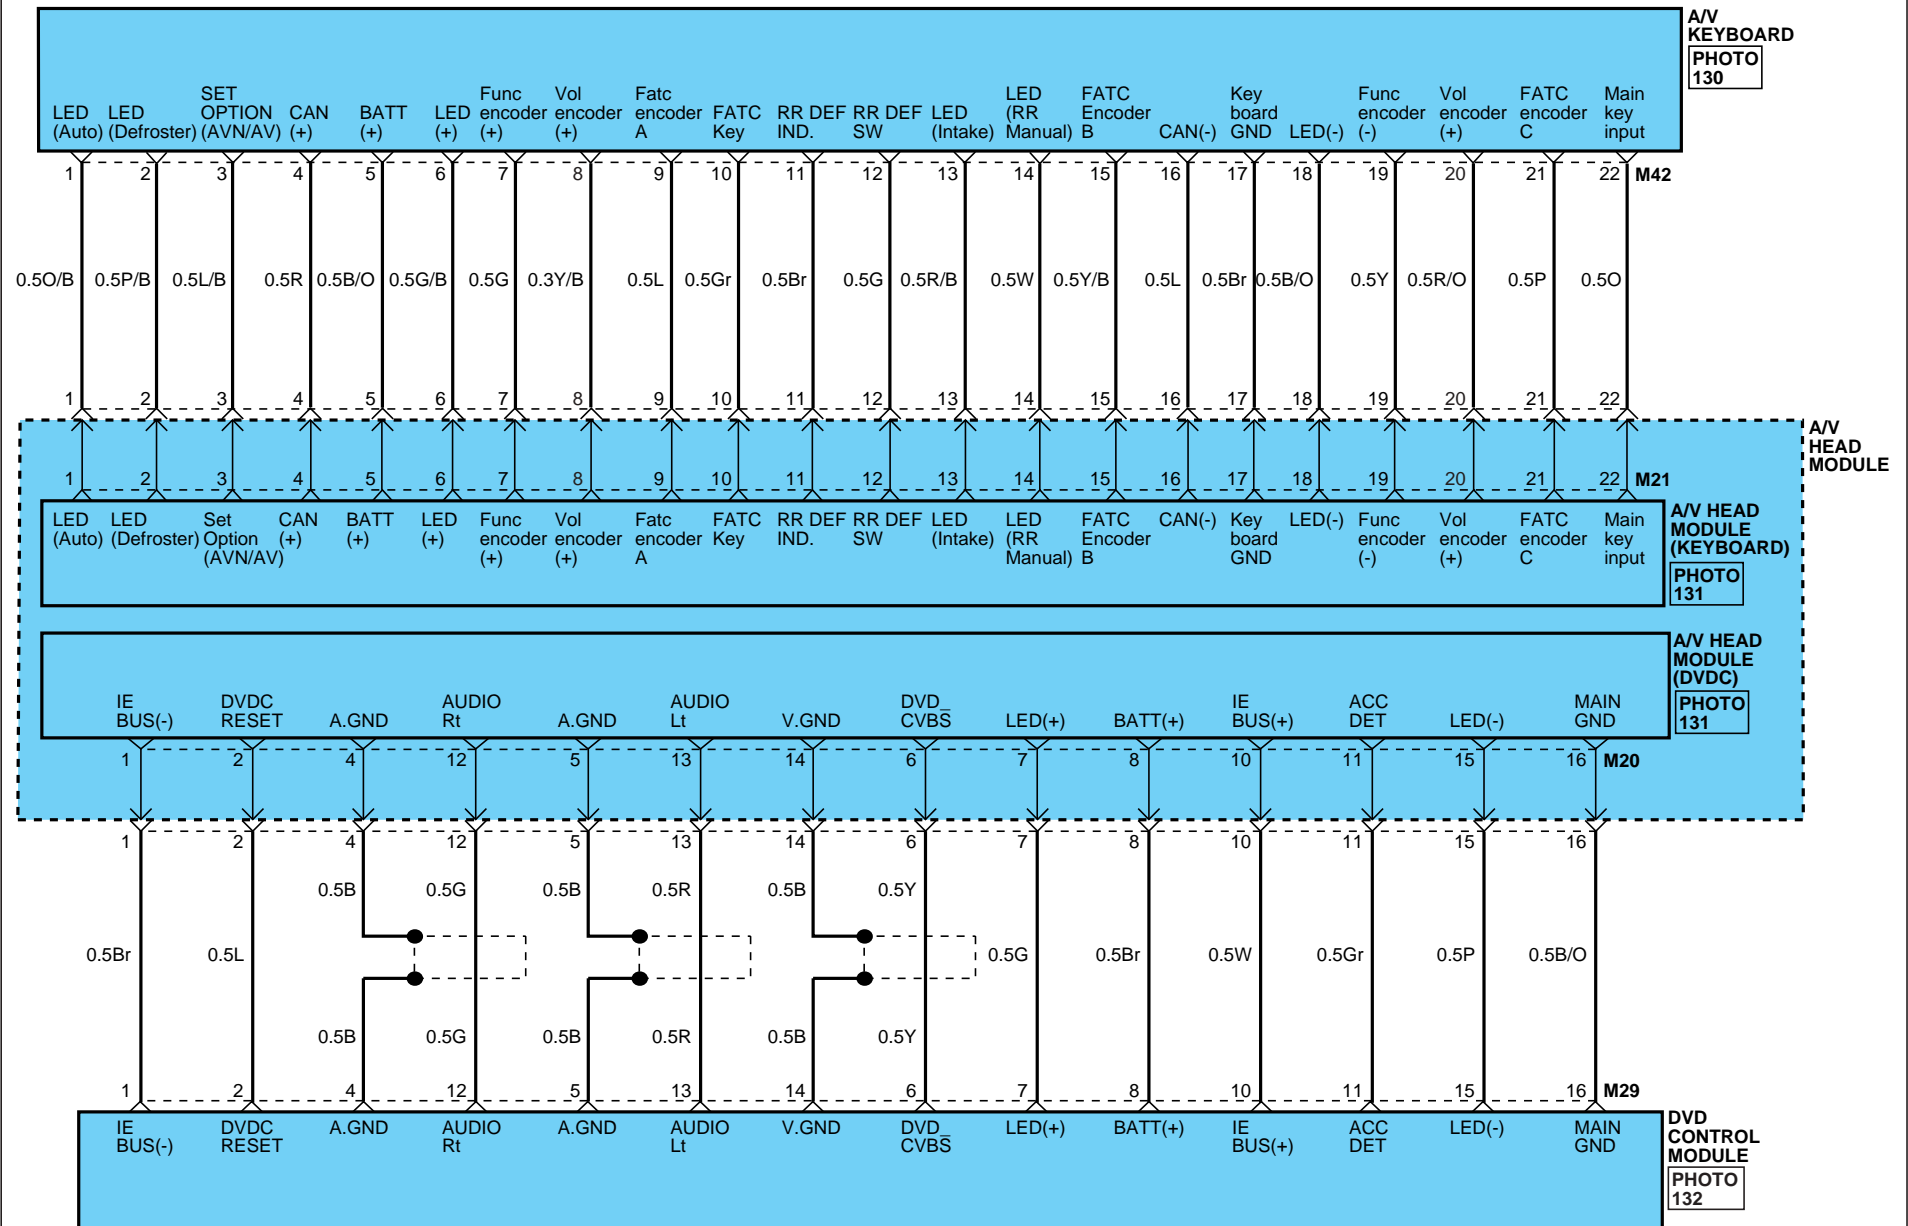 A/V
KEYBOARD
PHOTO
130
LED
(Auto)
LED
(Defroster)
SET
OPTION
(AVN/AV)
CAN
(+)
BATT
(+)
LED
(+)
Func
encoder
(+)
Vol
encoder
(+)
Fatc
encoder
A
FATC
Key
RR DEF
IND.
RR DEF
SW
LED
(Intake)
LED
(RR
Manual)
FATC
Encoder
B
CAN(-)
Key
board
GND
LED(-)
Func
encoder
(-)
Vol
encoder
(+)
FATC
encoder
C
Main
key
input
1 2 3 4 5 6 7 8 9 10 11 12 13 14 15 16 17 18 19 20 21 22 M42
0.5O/B 0.5P/B 0.5L/B 0.5R 0.5B/O 0.5G/B 0.5G 0.3Y/B 0.5L 0.5Gr 0.5Br 0.5G 0.5R/B 0.5W 0.5Y/B 0.5L 0.5Br 0.5B/O 0.5Y 0.5R/O 0.5P 0.5O
1 2 3 4 5 6 7 8 9 10 11 12 13 14 15 16 17 18 19 20 21 22
A/V
HEAD
MODULE
1 2 3 4 5 6 7 8 9 10 11 12 13 14 15 16 17 18 19 20 21 22 M21
LED
(Auto)
LED
(Defroster)
Set
Option
(AVN/AV)
CAN
(+)
BATT
(+)
LED
(+)
Func
encoder
(+)
Vol
encoder
(+)
Fatc
encoder
A
FATC
Key
RR DEF
IND.
RR DEF
SW
LED
(Intake)
LED
(RR
Manual)
FATC
Encoder
B
CAN(-)
Key
board
GND
LED(-)
Func
encoder
(-)
Vol
encoder
(+)
FATC
encoder
C
Main
key
input
A/V HEAD
MODULE
(KEYBOARD)
PHOTO
131
A/V HEAD
MODULE
(DVDC)
PHOTO
131
IE
BUS(-)
DVDC
RESET
A.GND
AUDIO
Rt
A.GND
AUDIO
Lt
V.GND
DVD_
CVBS
LED(+)
BATT(+)
IE
BUS(+)
ACC
DET
LED(-)
MAIN
GND
1 2 4 12 5 13 14 6 7 8 10 11 15 16 M20
1 2 4 12 5 13 14 6 7 8 10 11 15 16
0.5B 0.5G 0.5B 0.5R 0.5B 0.5Y
0.5Br 0.5L 0.5G 0.5Br 0.5W 0.5Gr 0.5P 0.5B/O
0.5B 0.5G 0.5B 0.5R 0.5B 0.5Y
1 2 4 12 5 13 14 6 7 8 10 11 15 16 M29
IE
BUS(-)
DVDC
RESET
A.GND
AUDIO
Rt
A.GND
AUDIO
Lt
V.GND
DVD_
CVBS
LED(+)
BATT(+)
IE
BUS(+)
ACC
DET
LED(-)
MAIN
GND
DVD
CONTROL
MODULE
PHOTO
132